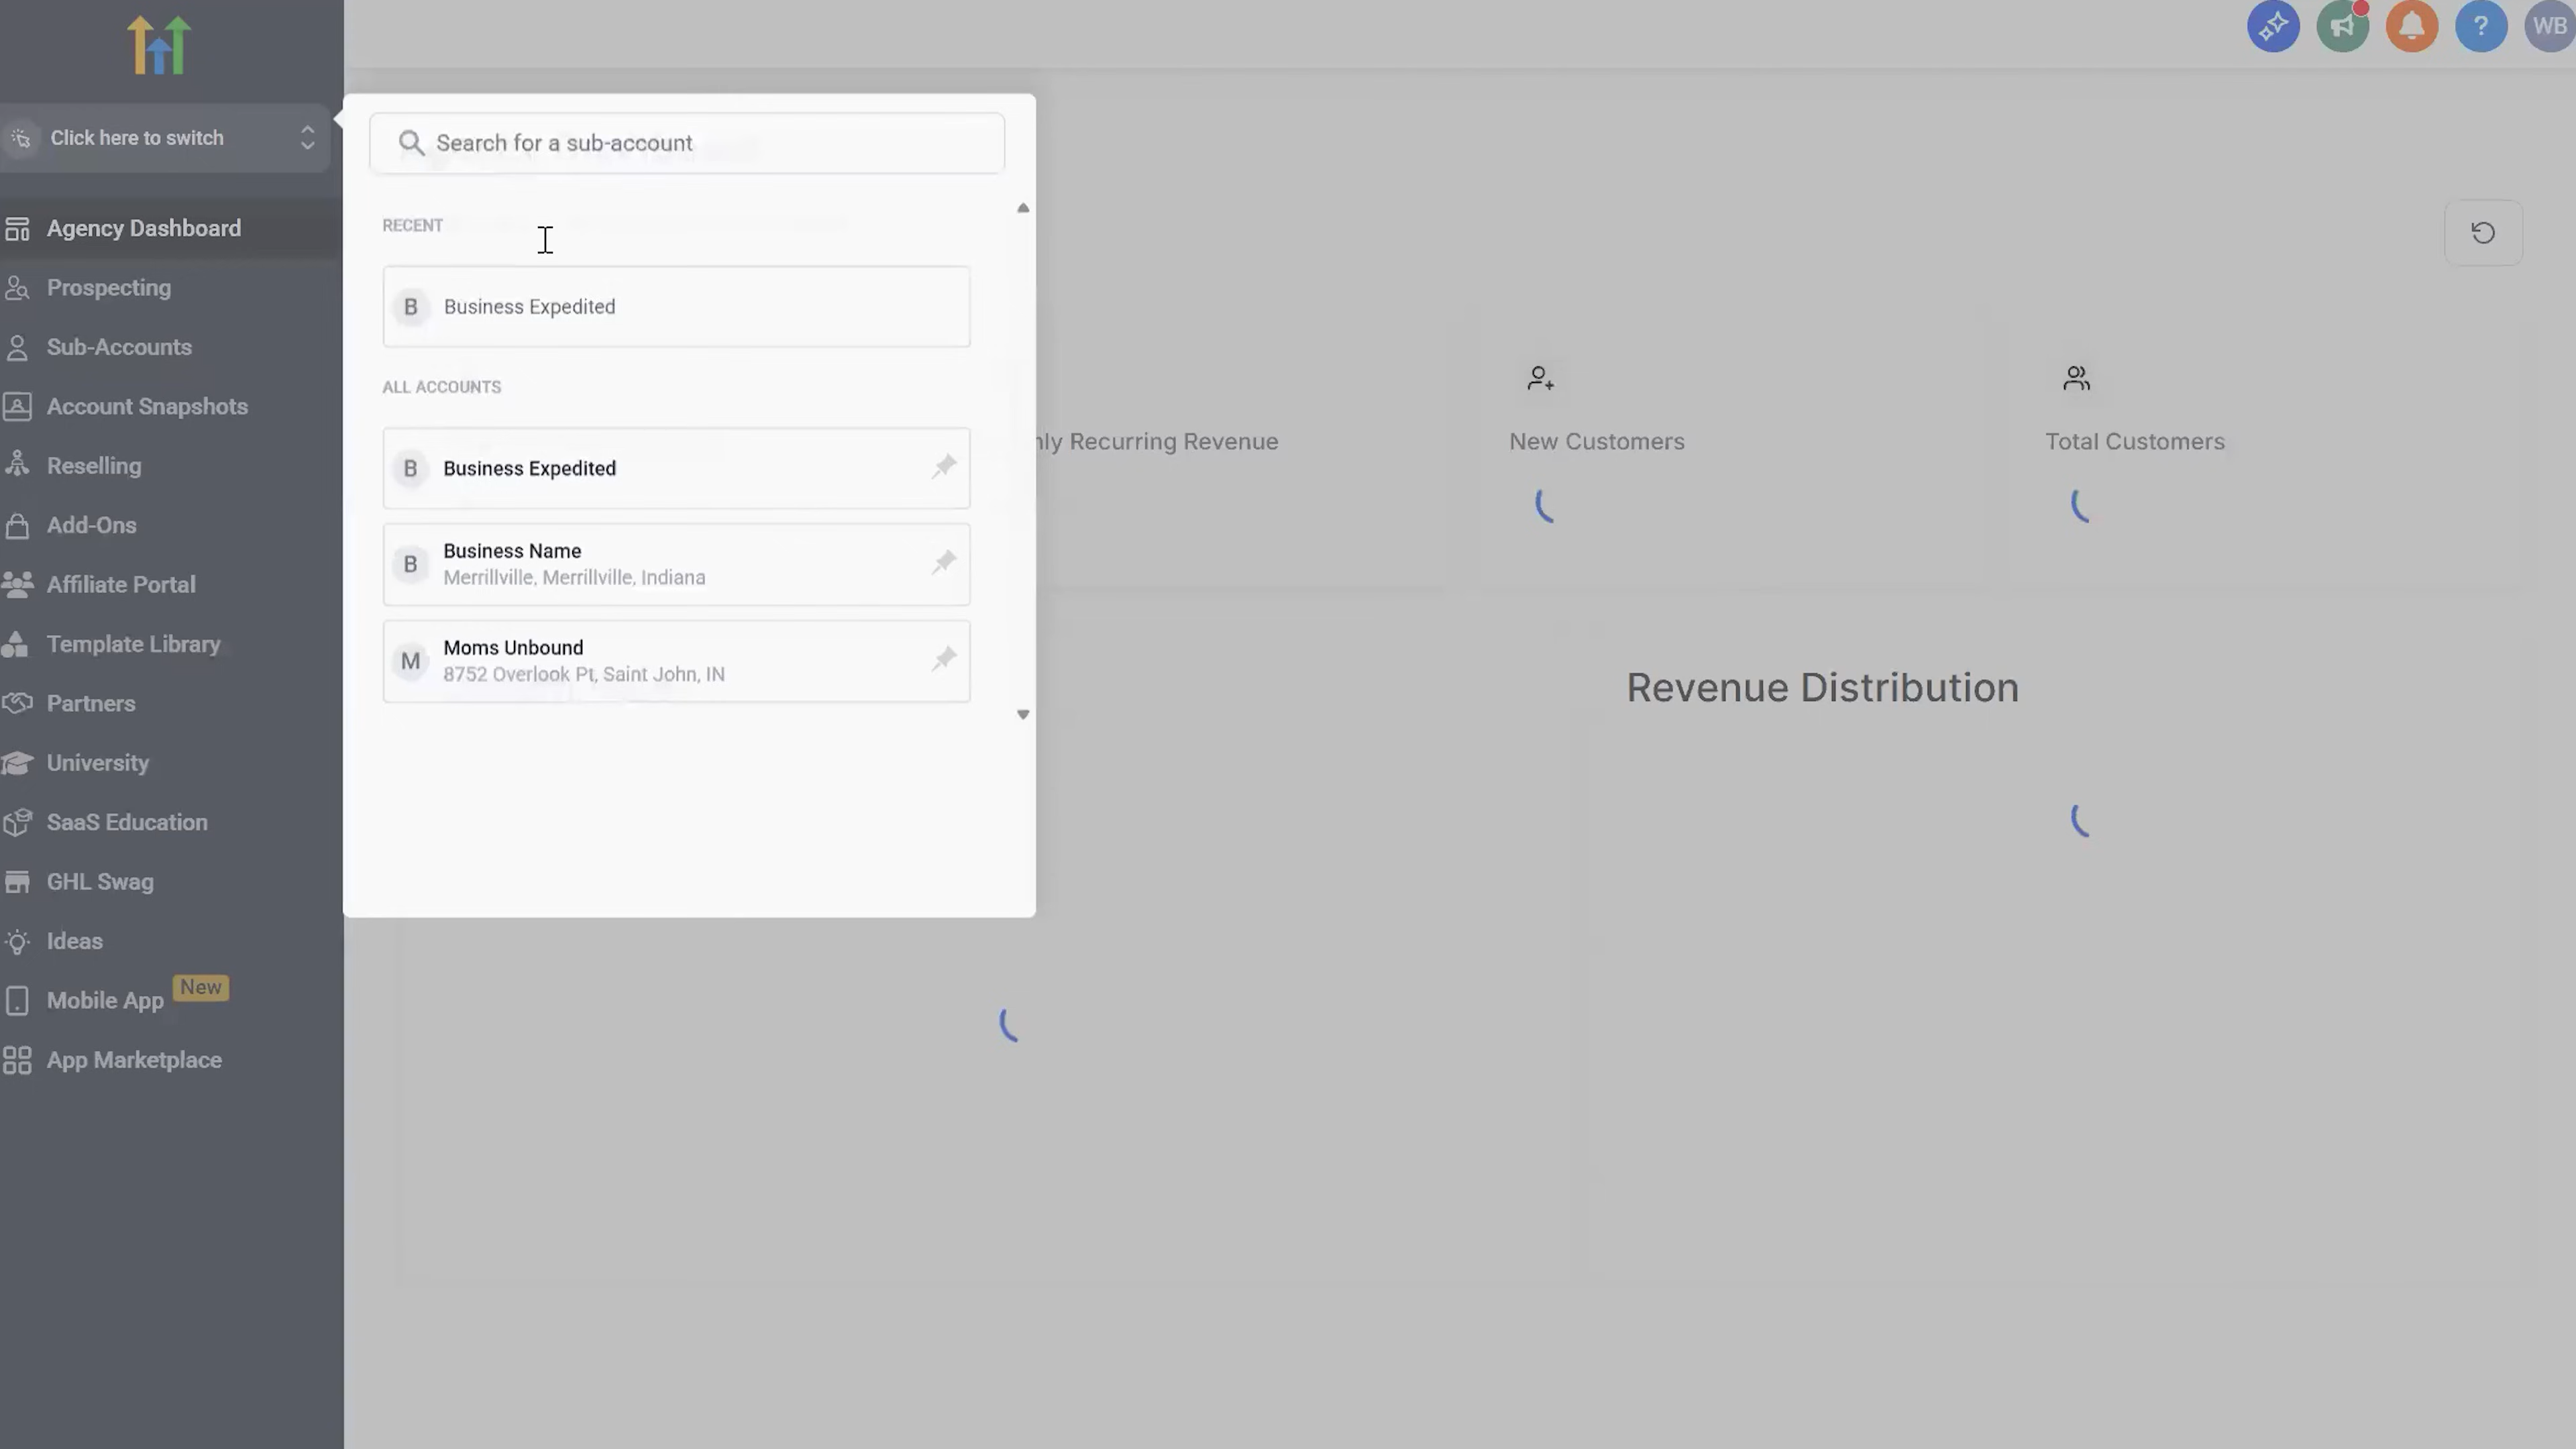 WB
Click here to switch
Search for a sub-account
Agency Dashboard
Prospecting
Sub-Accounts
Account Snapshots
Reselling
Add-Ons
Affiliate Portal
Template Library
Partners
University
SaaS Education
GHL Swag
Ideas
Mobile App New
App Marketplace
RECENT
B Business Expedited
ALL ACCOUNTS
B Business Expedited
B Business Name
Merrillville, Merrillville, Indiana
M Moms Unbound
8752 Overlook Pt, Saint John, IN
Recurring Revenue
New Customers
Total Customers
Revenue Distribution